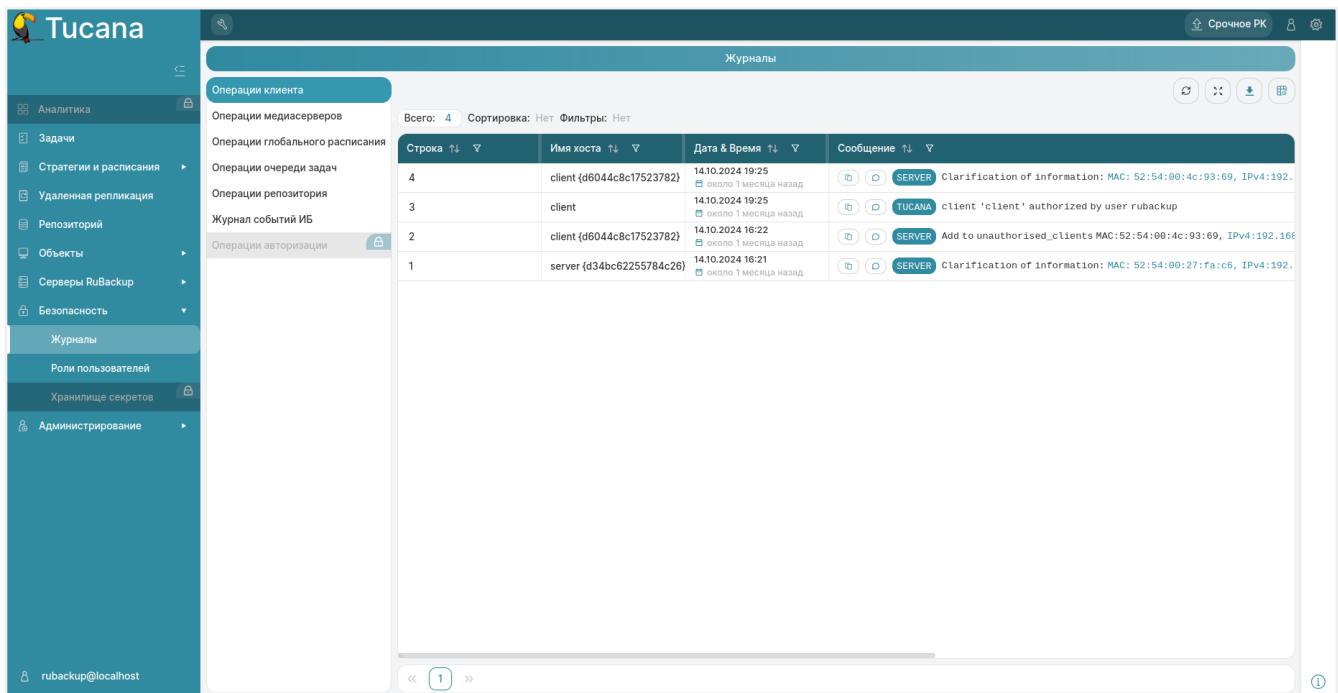 Tucana
Срочное РК
Аналитика
Задачи
Стратегии и расписания
Удаленная репликация
Репозиторий
Объекты
Серверы RuBackup
Безопасность
Журналы
Роли пользователей
Хранилище секретов
Администрирование
rubackup@localhost
Журналы
Операции клиента
Операции медиасерверов
Операции глобального расписания
Операции очереди задач
Операции репозитория
Журнал событий ИБ
Операции авторизации
Всего: 4 Сортировка: Нет Фильтры: Нет
Строка Имя хоста Дата & Время Сообщение
4 client {d6044c8c17523782} 14.10.2024 19:25 SERVER Clarification of information: MAC: 52:54:00:4c:93:69, IPv4:192.
около 1 месяца назад
3 client 14.10.2024 19:25 TUCANA client 'client' authorized by user rubackup
около 1 месяца назад
2 client {d6044c8c17523782} 14.10.2024 16:22 SERVER Add to unauthorised_clients MAC:52:54:00:4c:93:69, IPv4:192.168
около 1 месяца назад
1 server {d34bc62255784c26} 14.10.2024 16:21 SERVER Clarification of information: MAC: 52:54:00:27:fa:c6, IPv4:192.
около 1 месяца назад
1